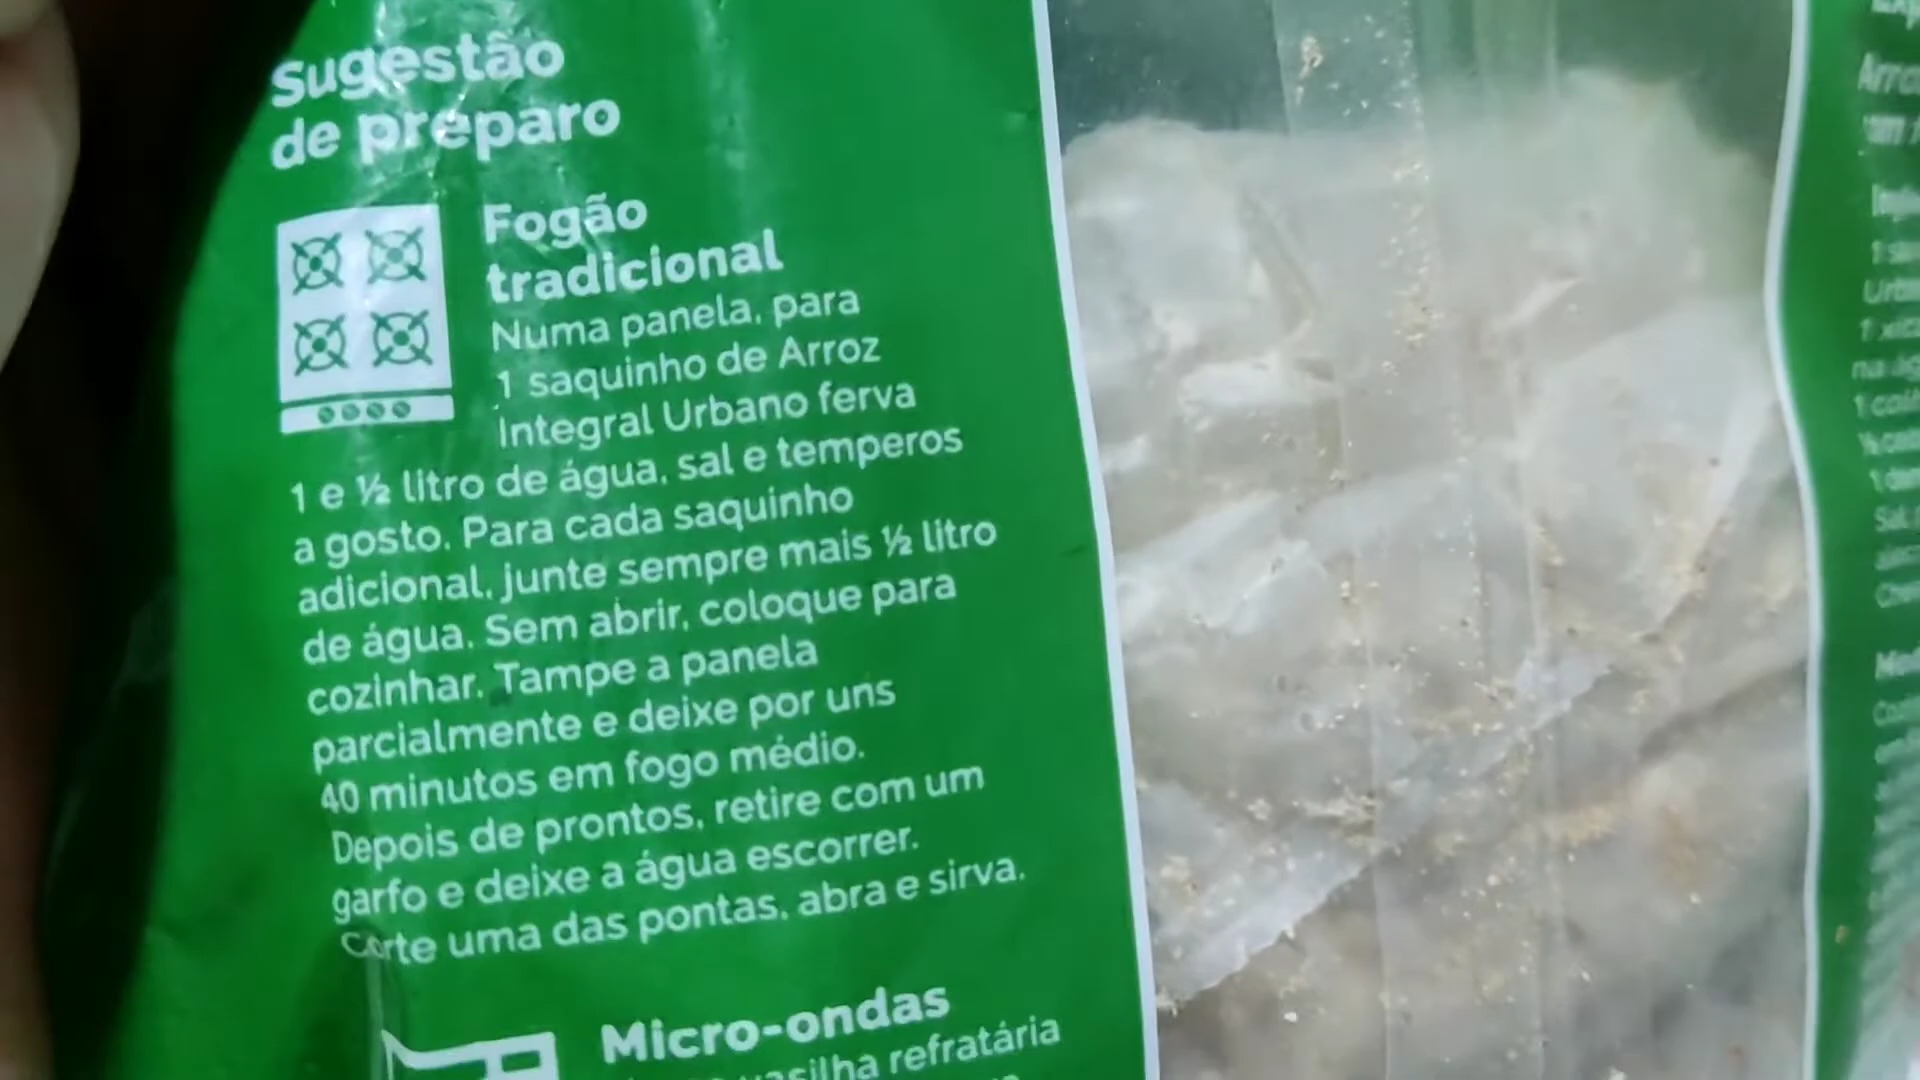 Sugestão
de preparo
Fogão
tradicional
Numa panela, para
1 saquinho de Arroz
Integral Urbano ferva
1 e ½ litro de água, sal e temperos
a gosto. Para cada saquinho
adicional, junte sempre mais ½ litro
de água. Sem abrir, coloque para
cozinhar. Tampe a panela
parcialmente e deixe por uns
40 minutos em fogo médio.
Depois de prontos, retire com um
garfo e deixe a água escorrer.
Corte uma das pontas, abra e sirva.
Micro-ondas
refratária